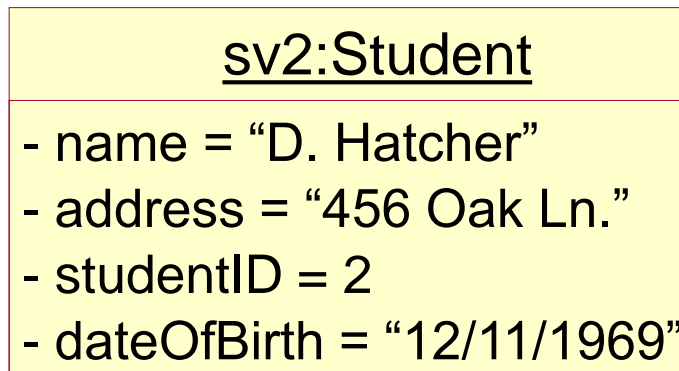 sv2:Student
- name = “D. Hatcher”
- address = “456 Oak Ln.”
- studentID = 2
- dateOfBirth = “12/11/1969”